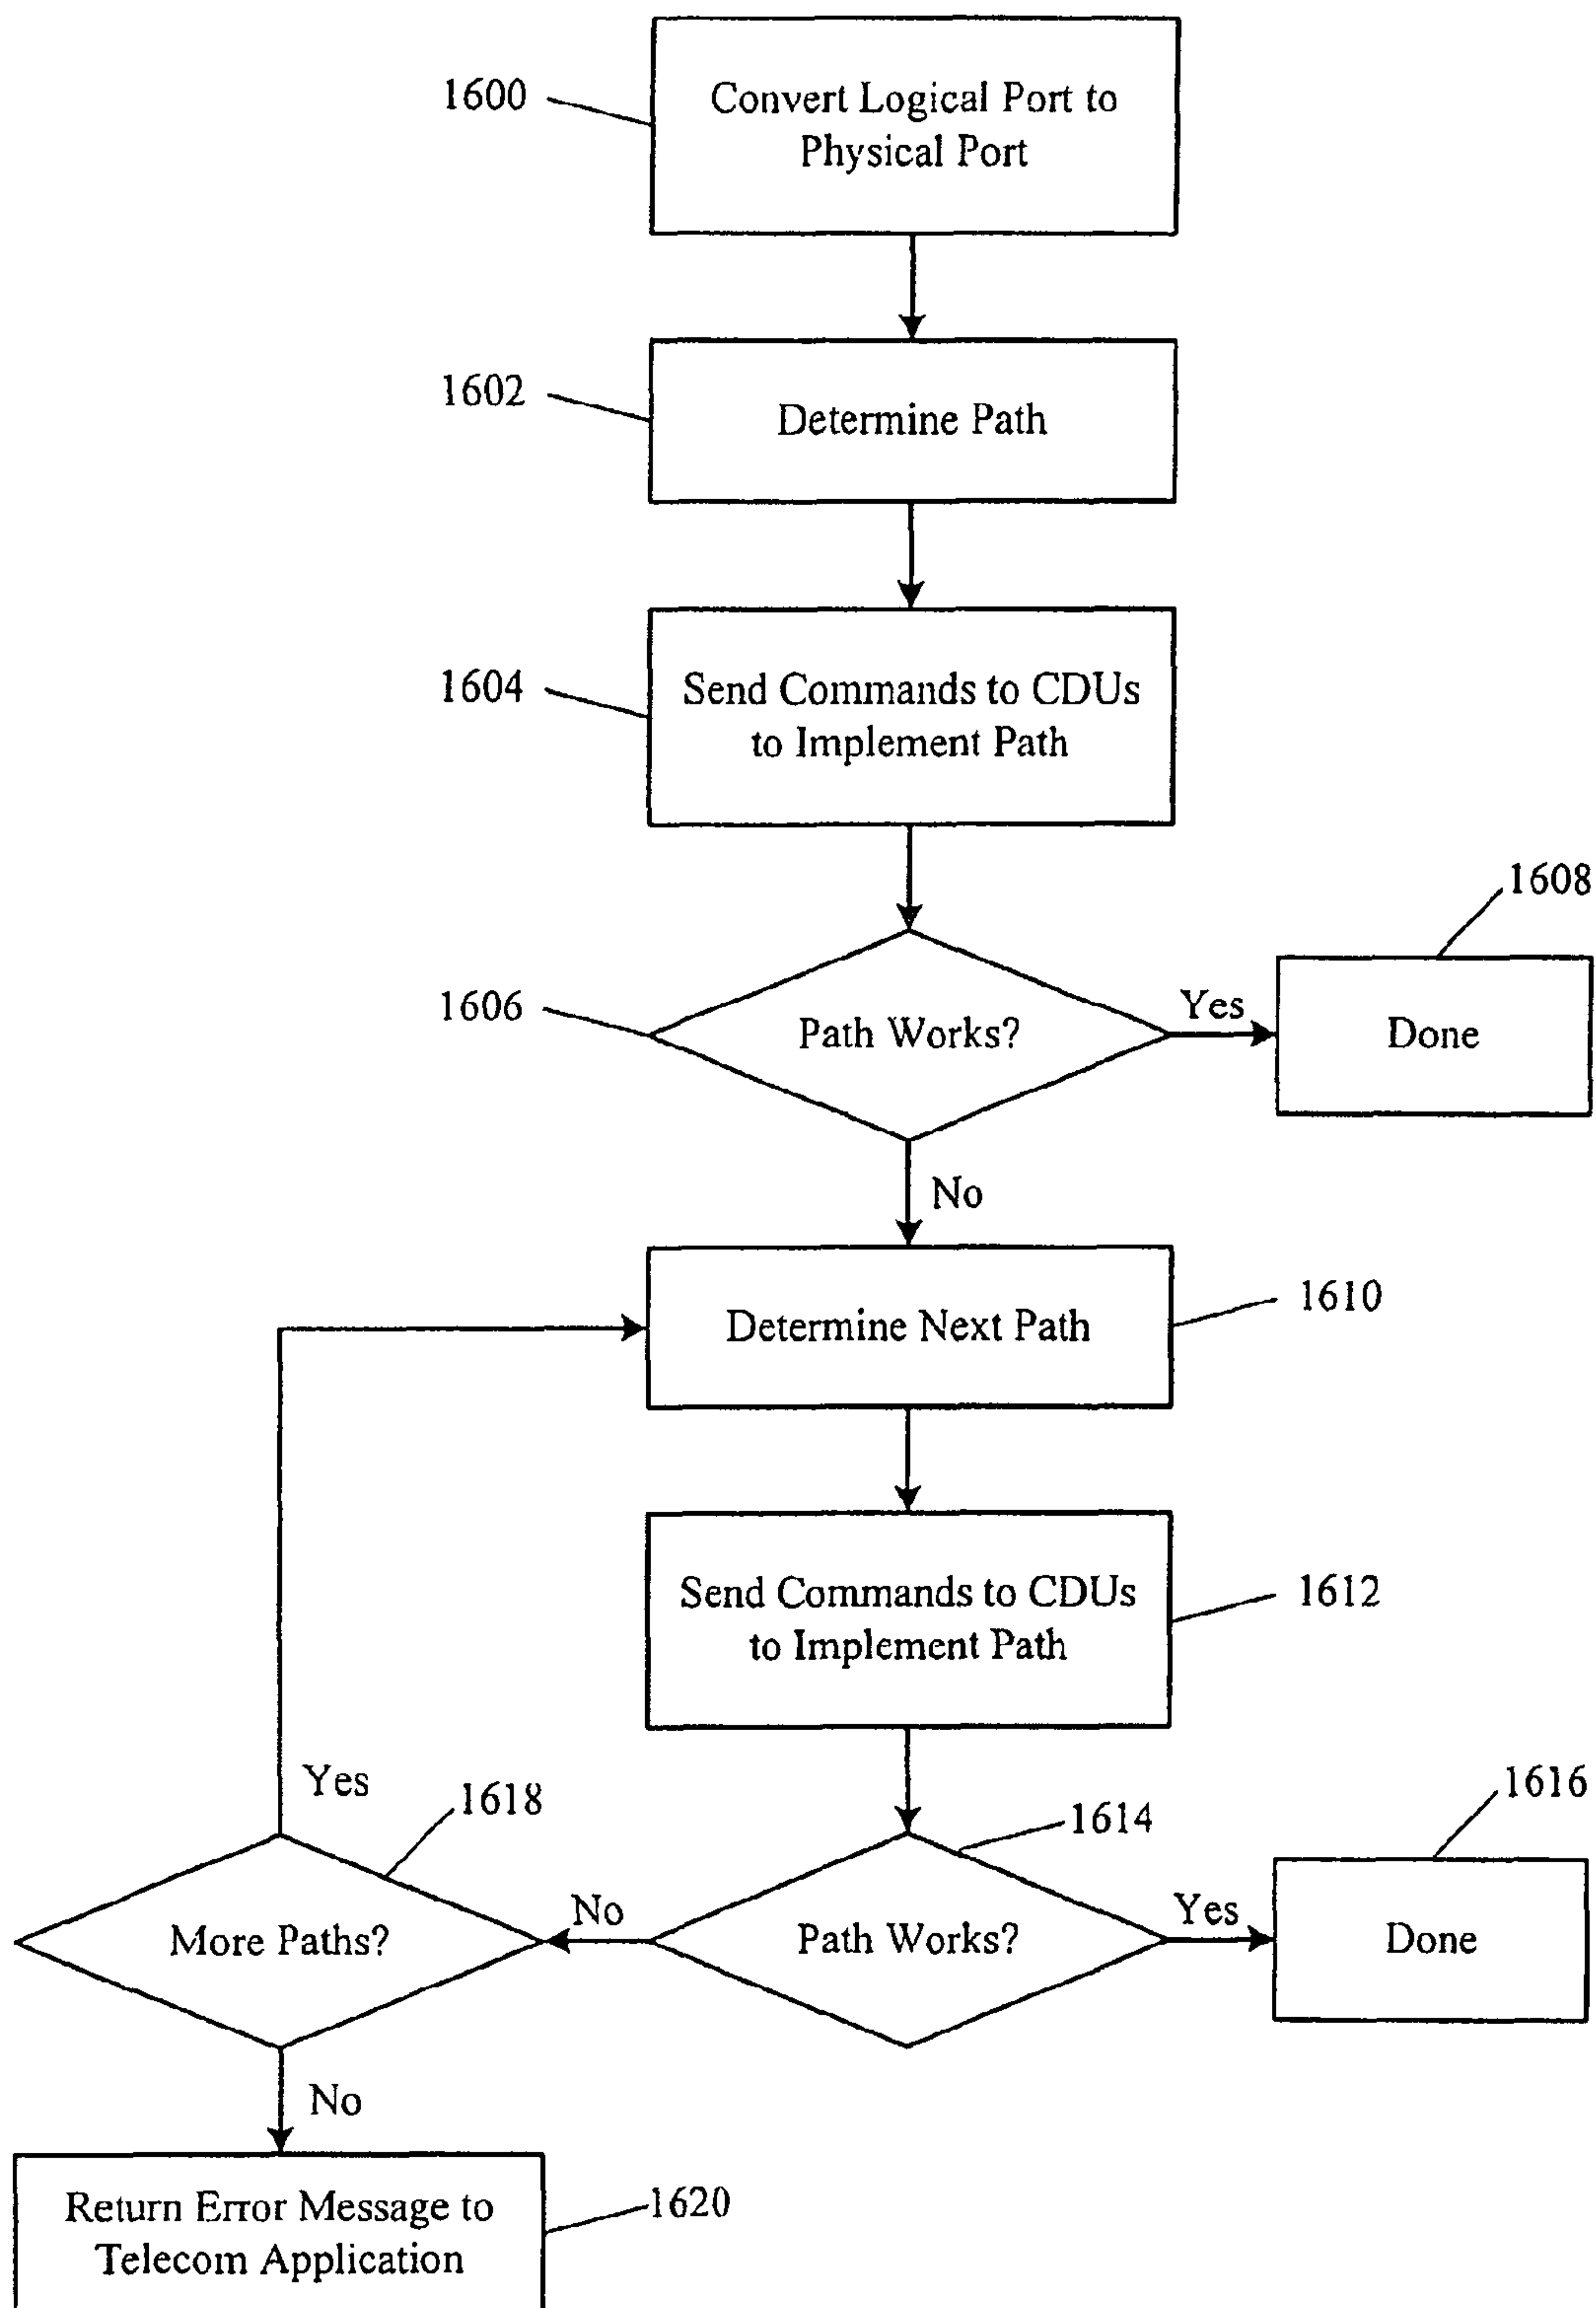 1600
Convert Logical Port to
Physical Port
1602
Determine Path
1604
Send Commands to CDUs
to Implement Path
1606
Path Works?
Yes
1608
Done
No
Determine Next Path
1610
Send Commands to CDUs
to Implement Path
1612
Yes
1618
More Paths?
No
1614
Path Works?
Yes
1616
Done
No
Return Error Message to
Telecom Application
1620